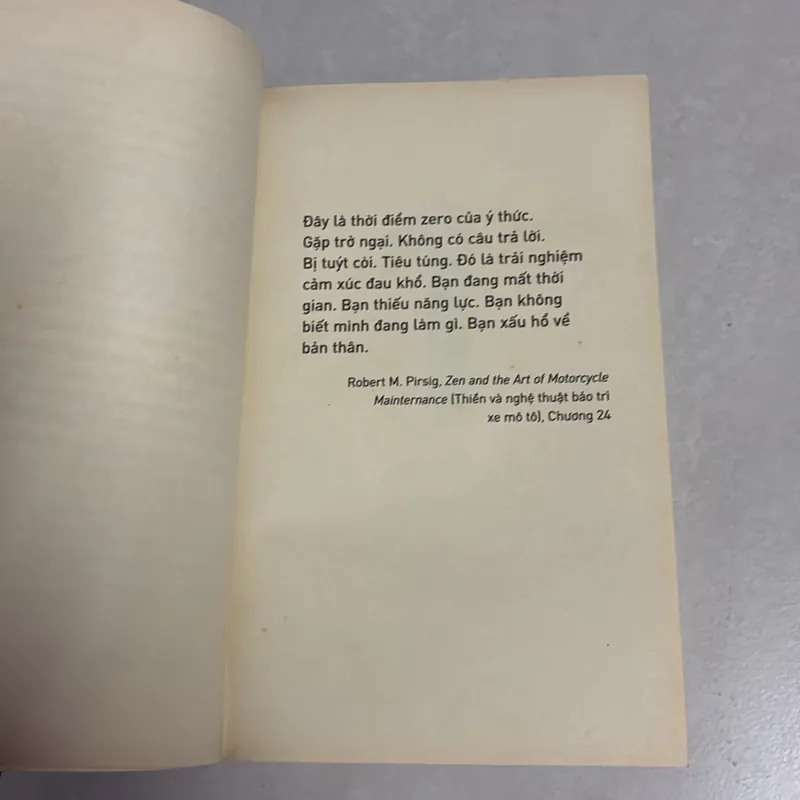 Đây là thời điểm zero của ý thức.
Gặp trở ngại. Không có câu trả lời.
Bị tuýt còi. Tiêu tùng. Đó là trải nghiệm
cảm xúc đau khổ. Bạn đang mất thời
gian. Bạn thiếu năng lực. Bạn không
biết mình đang làm gì. Bạn xấu hổ về
bản thân.
Robert M. Pirsig, Zen and the Art of Motorcycle
Mainternance (Thiền và nghệ thuật bảo trì
xe mô tô), Chương 24